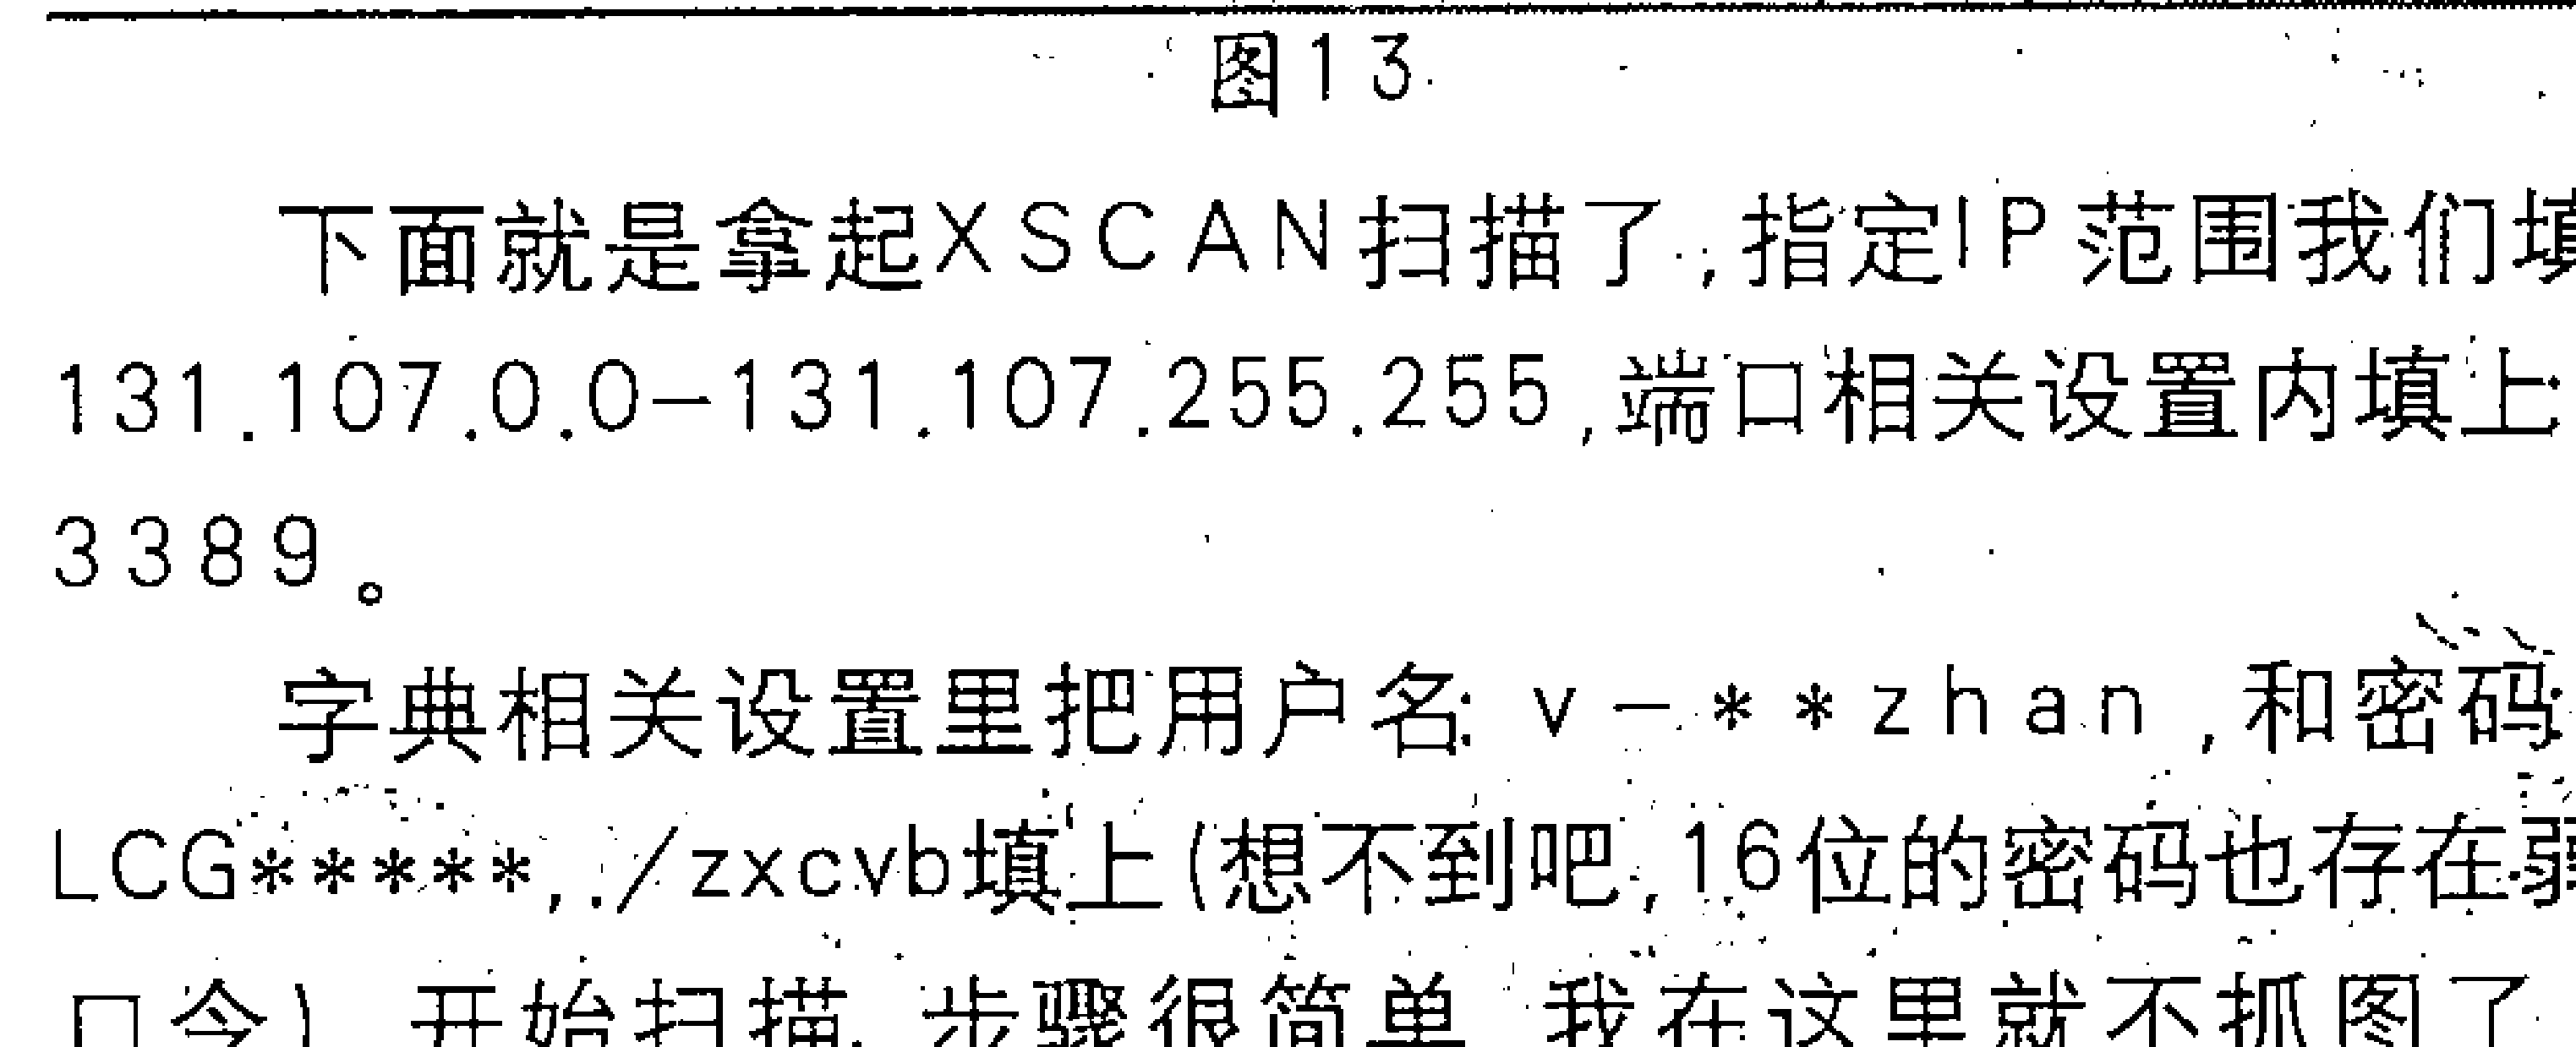 图13
下面就是拿起XSCAN扫描了,指定IP范围我们填
131.107.0.0-131.107.255.255,端口相关设置内填上:
3389。
字典相关设置里把用户名: v-**zhan,和密码:
LCG*****,./zxcvb填上(想不到吧,16位的密码也存在弱
口令) 开始扫描, 步骤很简单 我在这里就不抓图了